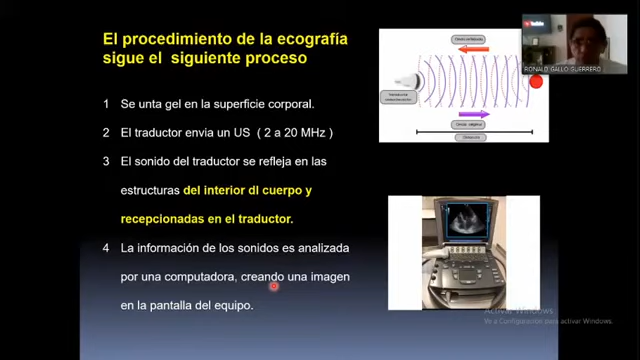 El procedimiento de la ecografía
sigue el siguiente proceso
1 Se unta gel en la superficie corporal.
2 El traductor envia un US ( 2 a 20 MHz )
3 El sonido del traductor se refleja en las
estructuras del interior dl cuerpo y
recepcionadas en el traductor.
4 La información de los sonidos es analizada
por una computadora, creando una imagen
en la pantalla del equipo.
RONALD GALLO GUERRERO
Activar Windows
Ve a Configuración para activar Windows.